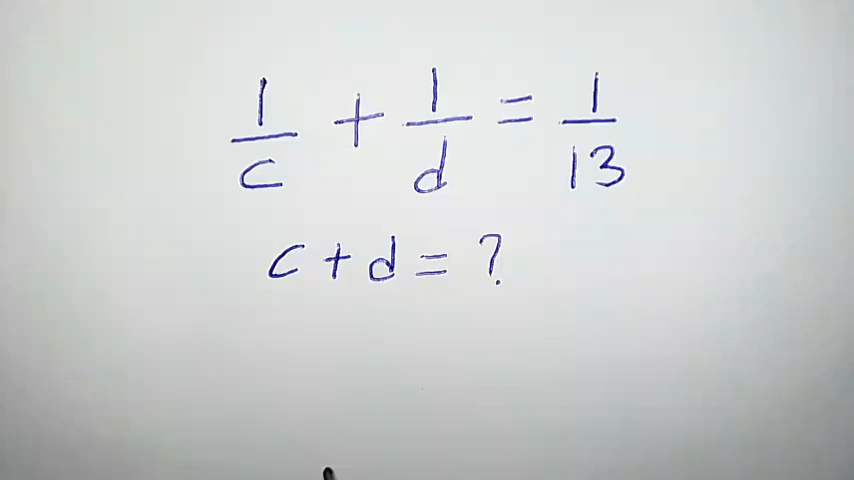 1/c + 1/d = 1/13
c + d = ?